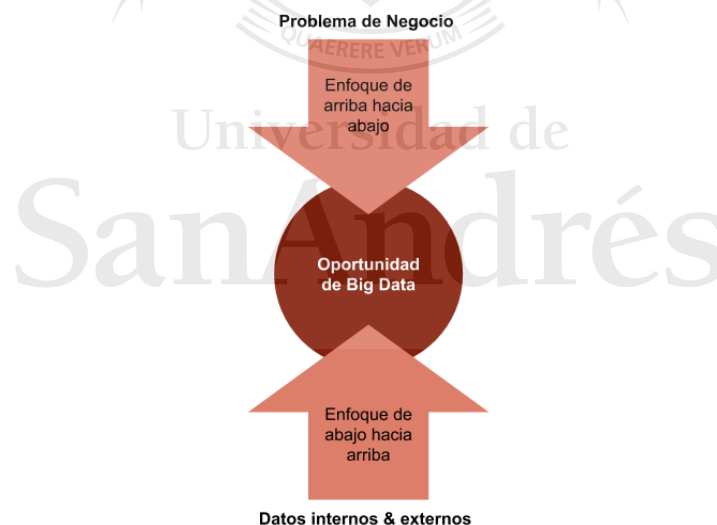 Problema de Negocio
QUAERERE VERUM
Enfoque de
arriba hacia
abajo
Universidad de
SanAndrés
Oportunidad
de Big Data
Enfoque de
abajo hacia
arriba
Datos internos & externos